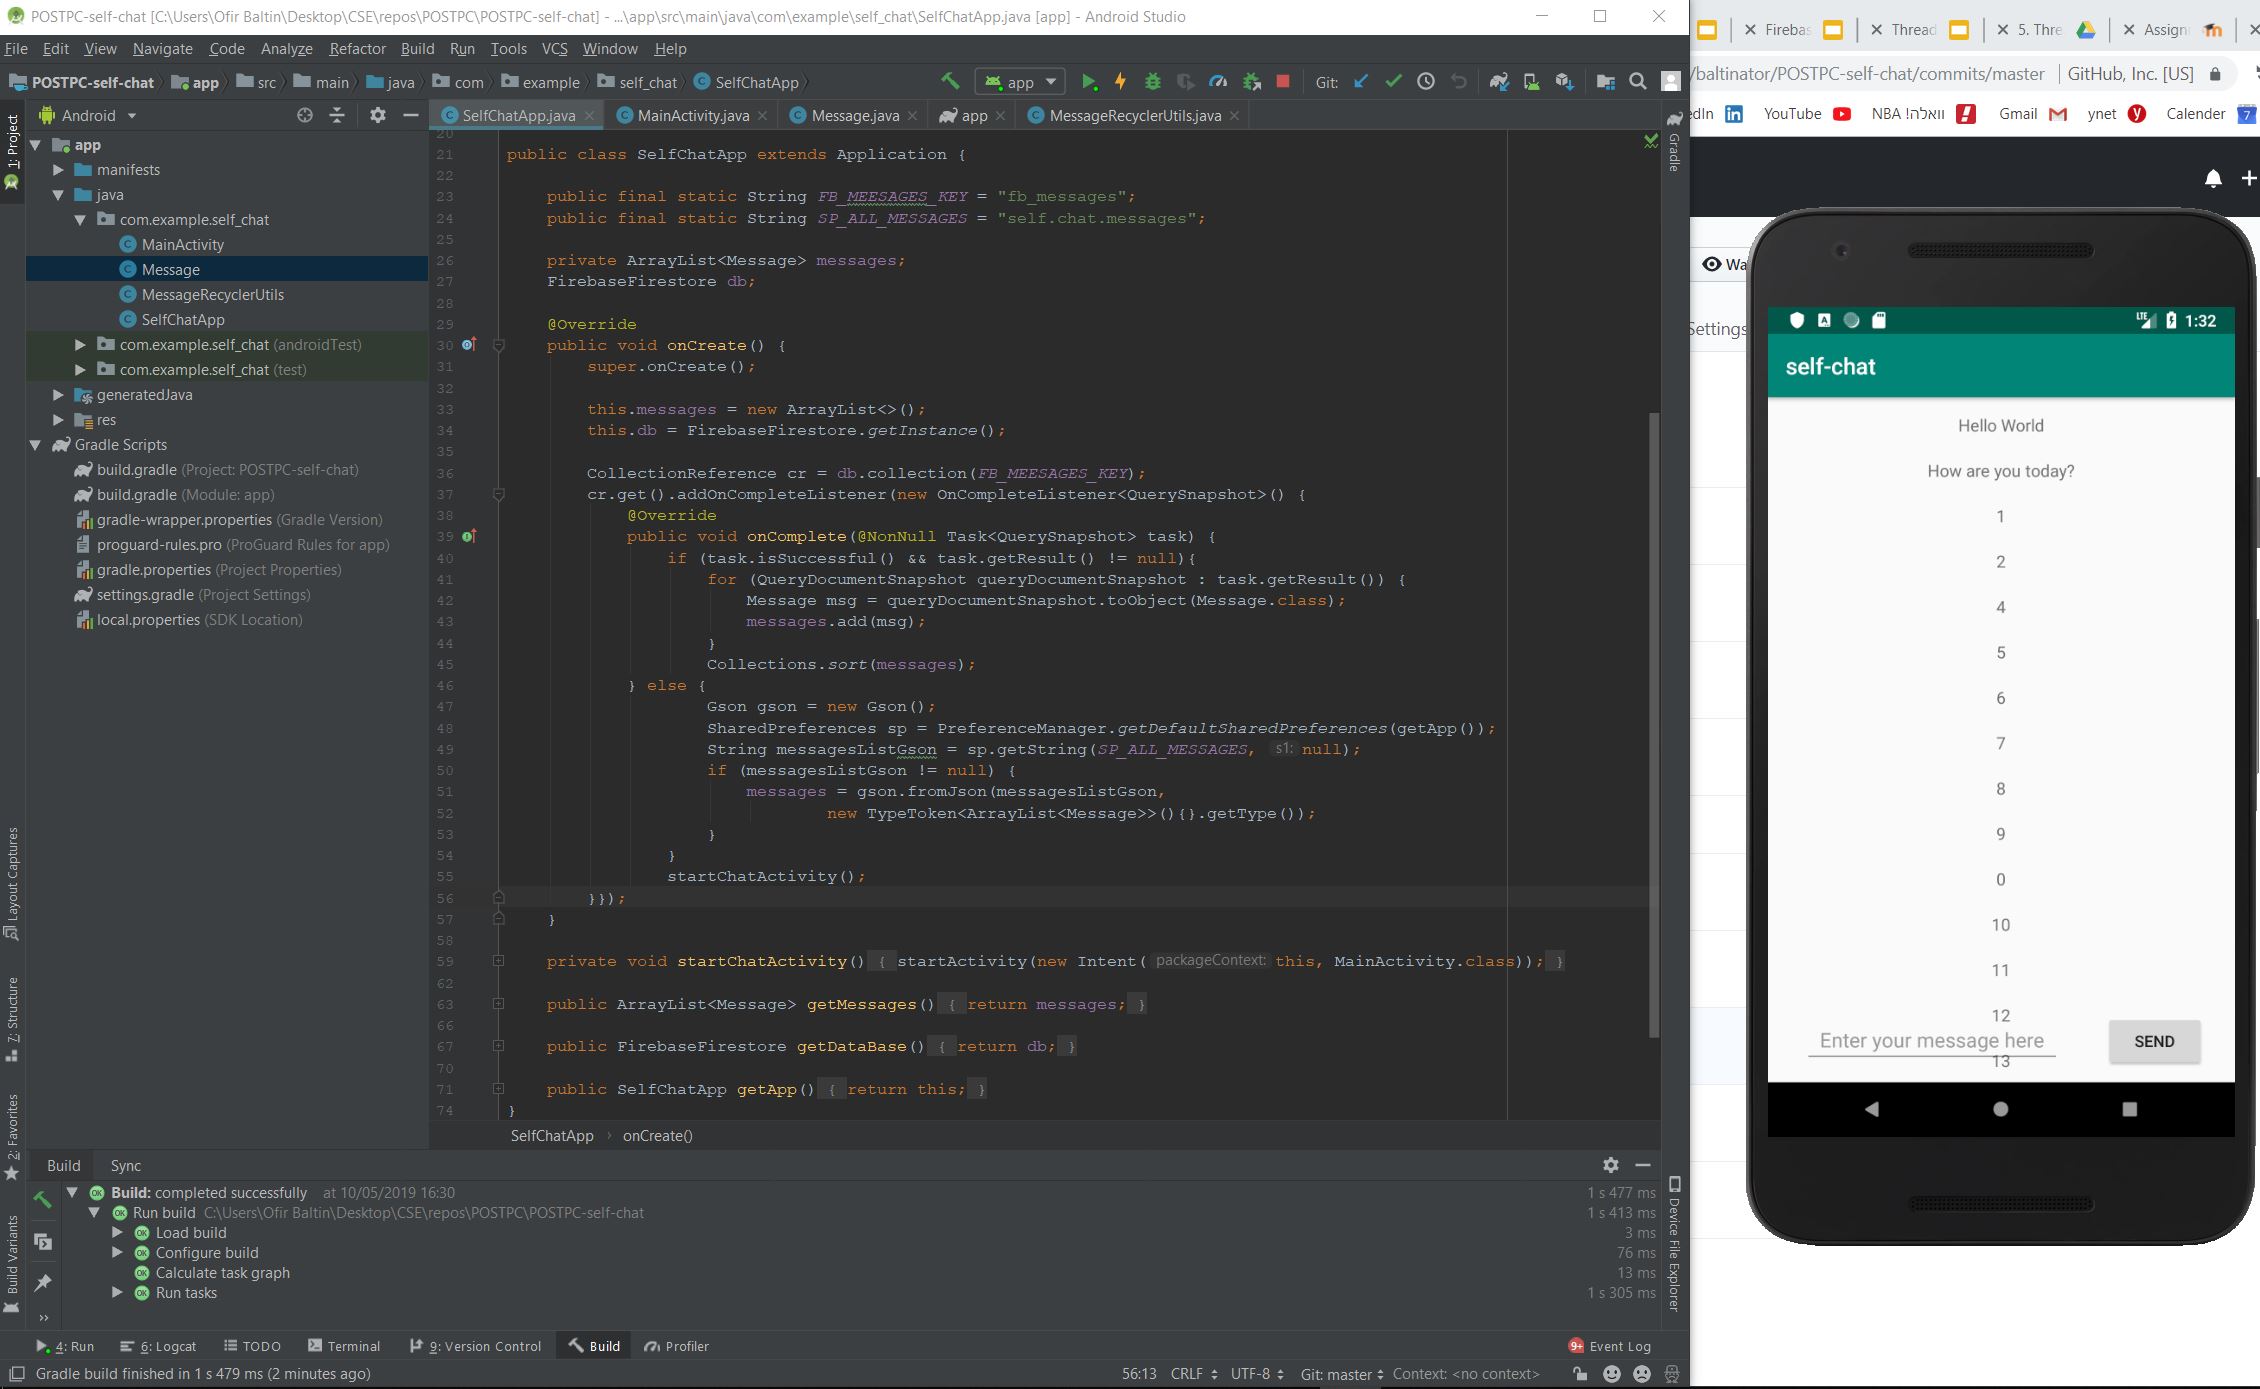 POSTPC-self-chat [C:\Users\Ofir Baltin\Desktop\CSE\repos\POSTPC\POSTPC-self-chat] - ...\app\src\main\java\com\example\self_chat\SelfChatApp.java [app] - Android Studio
File Edit View Navigate Code Analyze Refactor Build Run Tools VCS Window Help
POSTPC-self-chat app src main java com example self_chat SelfChatApp
app Git:
Android
SelfChatApp.java MainActivity.java Message.java app MessageRecyclerUtils.java
1: Project
app
manifests
java
com.example.self_chat
MainActivity
Message
MessageRecyclerUtils
SelfChatApp
com.example.self_chat (androidTest)
com.example.self_chat (test)
generatedJava
res
Gradle Scripts
build.gradle (Project: POSTPC-self-chat)
build.gradle (Module: app)
gradle-wrapper.properties (Gradle Version)
proguard-rules.pro (ProGuard Rules for app)
gradle.properties (Project Properties)
settings.gradle (Project Settings)
local.properties (SDK Location)
Layout Captures
7: Structure
2: Favorites
Build Variants
20
21 public class SelfChatApp extends Application {
22
23 public final static String FB_MEESAGES_KEY = "fb_messages";
24 public final static String SP_ALL_MESSAGES = "self.chat.messages";
25
26 private ArrayList<Message> messages;
27 FirebaseFirestore db;
28
29 @Override
30 public void onCreate() {
31 super.onCreate();
32
33 this.messages = new ArrayList<>();
34 this.db = FirebaseFirestore.getInstance();
35
36 CollectionReference cr = db.collection(FB_MEESAGES_KEY);
37 cr.get().addOnCompleteListener(new OnCompleteListener<QuerySnapshot>() {
38 @Override
39 public void onComplete(@NonNull Task<QuerySnapshot> task) {
40 if (task.isSuccessful() && task.getResult() != null){
41 for (QueryDocumentSnapshot queryDocumentSnapshot : task.getResult()) {
42 Message msg = queryDocumentSnapshot.toObject(Message.class);
43 messages.add(msg);
44 }
45 Collections.sort(messages);
46 } else {
47 Gson gson = new Gson();
48 SharedPreferences sp = PreferenceManager.getDefaultSharedPreferences(getApp());
49 String messagesListGson = sp.getString(SP_ALL_MESSAGES, s1: null);
50 if (messagesListGson != null) {
51 messages = gson.fromJson(messagesListGson,
52 new TypeToken<ArrayList<Message>>(){}.getType());
53 }
54 }
55 startChatActivity();
56 }});
57 }
58
59 private void startChatActivity() { startActivity(new Intent( packageContext: this, MainActivity.class)); }
62
63 public ArrayList<Message> getMessages() { return messages; }
66
67 public FirebaseFirestore getDataBase() { return db; }
70
71 public SelfChatApp getApp() { return this; }
74 }
SelfChatApp › onCreate()
Gradle
Device File Explorer
Build Sync
Build: completed successfully at 10/05/2019 16:30 1 s 477 ms
Run build C:\Users\Ofir Baltin\Desktop\CSE\repos\POSTPC\POSTPC-self-chat 1 s 413 ms
Load build 3 ms
Configure build 76 ms
Calculate task graph 13 ms
Run tasks 1 s 305 ms
4: Run 6: Logcat TODO Terminal 9: Version Control Build Profiler 9+ Event Log
Gradle build finished in 1 s 479 ms (2 minutes ago) 56:13 CRLF UTF-8 Git: master Context: <no context>
Firebas Thread 5. Thre Assign
/baltinator/POSTPC-self-chat/commits/master GitHub, Inc. [US]
edIn YouTube NBA וואלה! Gmail ynet Calender
Wa
Settings
LTE 1:32
self-chat
Hello World
How are you today?
1
2
4
5
6
7
8
9
0
10
11
12
Enter your message here SEND
13